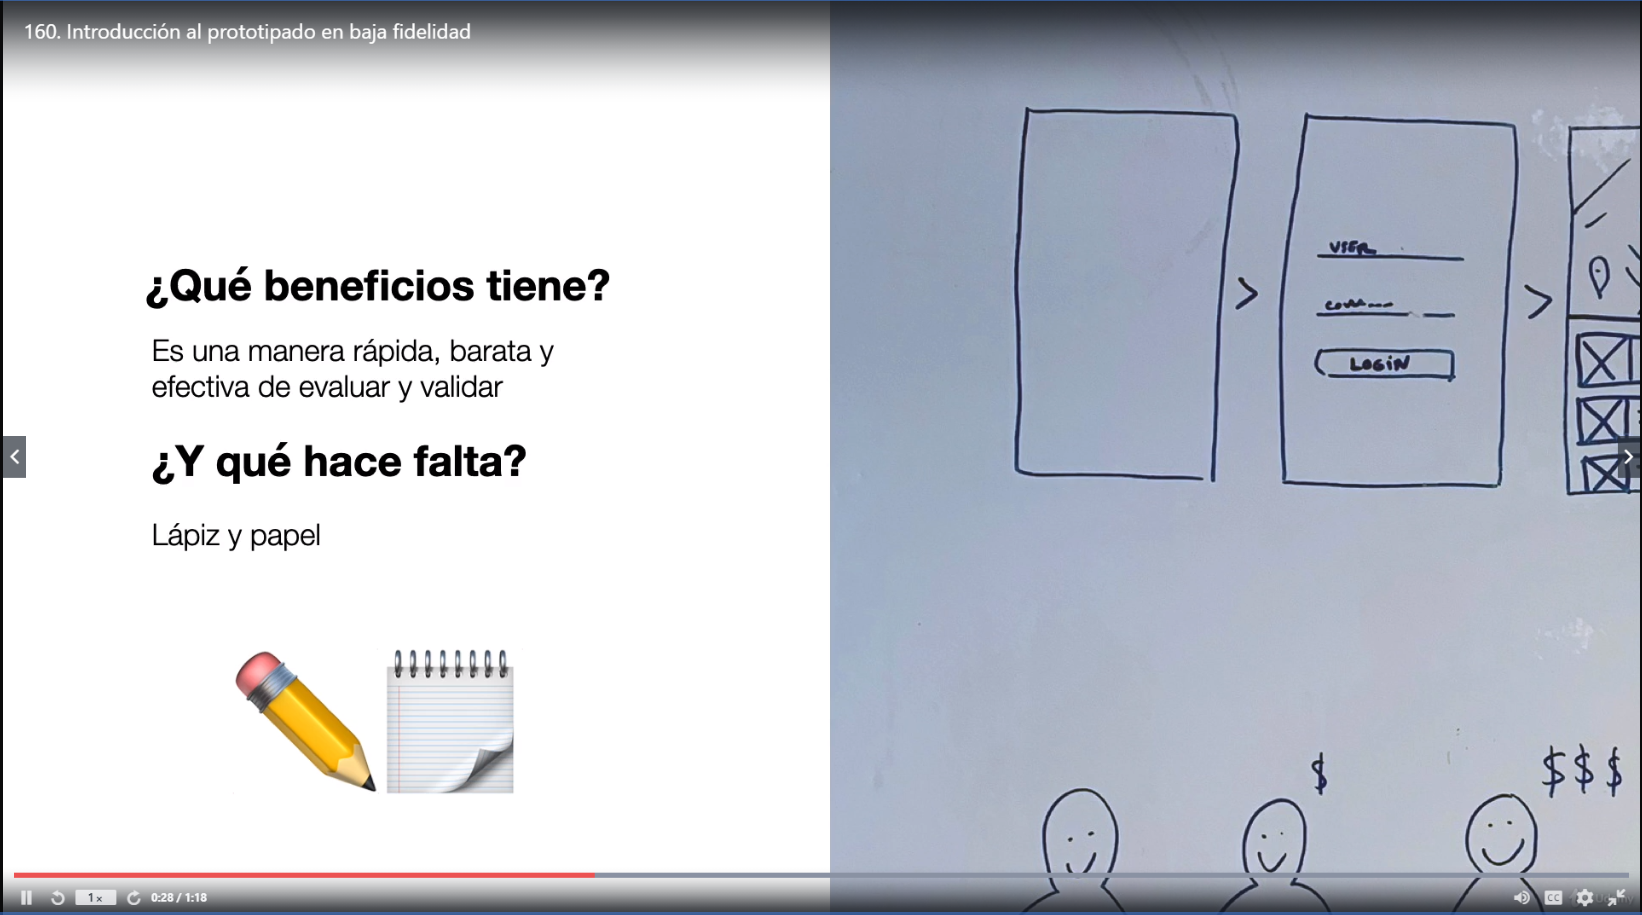 160. Introducción al prototipado en baja fidelidad
¿Qué beneficios tiene?
Es una manera rápida, barata y
efectiva de evaluar y validar
¿Y qué hace falta?
Lápiz y papel
USER
LOGIN
$
$$$
1x
0:28 / 1:18
CC